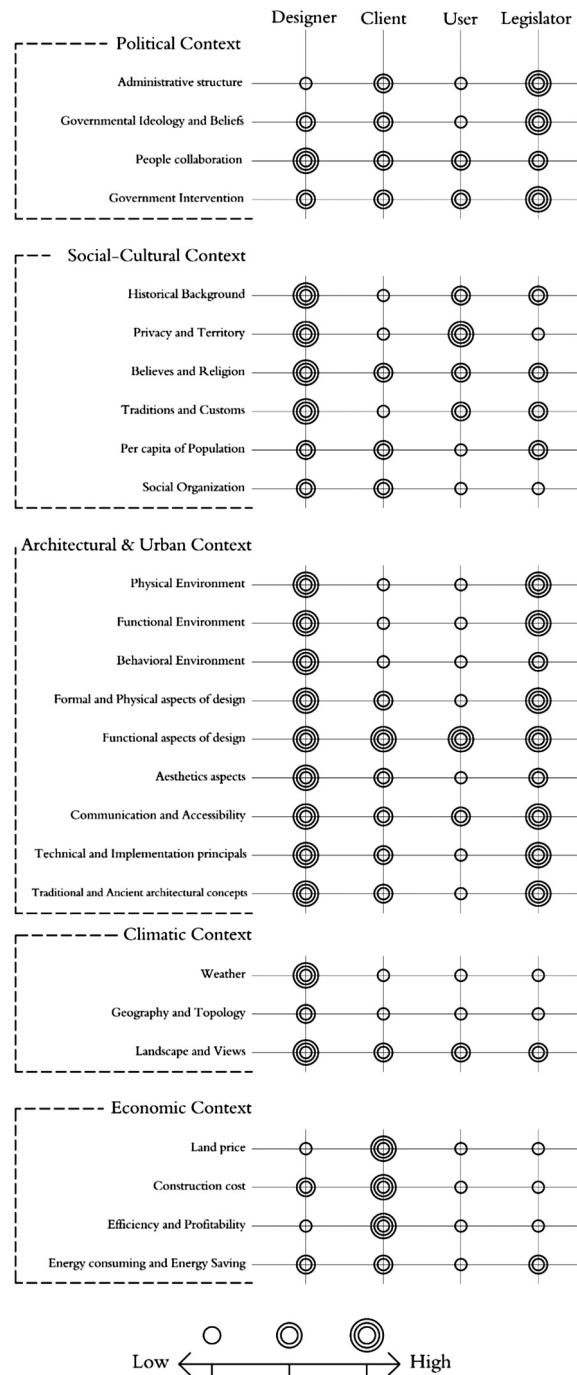 Designer Client User Legislator
Political Context
Administrative structure
Governmental Ideology and Beliefs
People collaboration
Government Intervention
Social-Cultural Context
Historical Background
Privacy and Territory
Believes and Religion
Traditions and Customs
Per capita of Population
Social Organization
Architectural & Urban Context
Physical Environment
Functional Environment
Behavioral Environment
Formal and Physical aspects of design
Functional aspects of design
Aesthetics aspects
Communication and Accessibility
Technical and Implementation principals
Traditional and Ancient architectural concepts
Climatic Context
Weather
Geography and Topology
Landscape and Views
Economic Context
Land price
Construction cost
Efficiency and Profitability
Energy consuming and Energy Saving
Low High